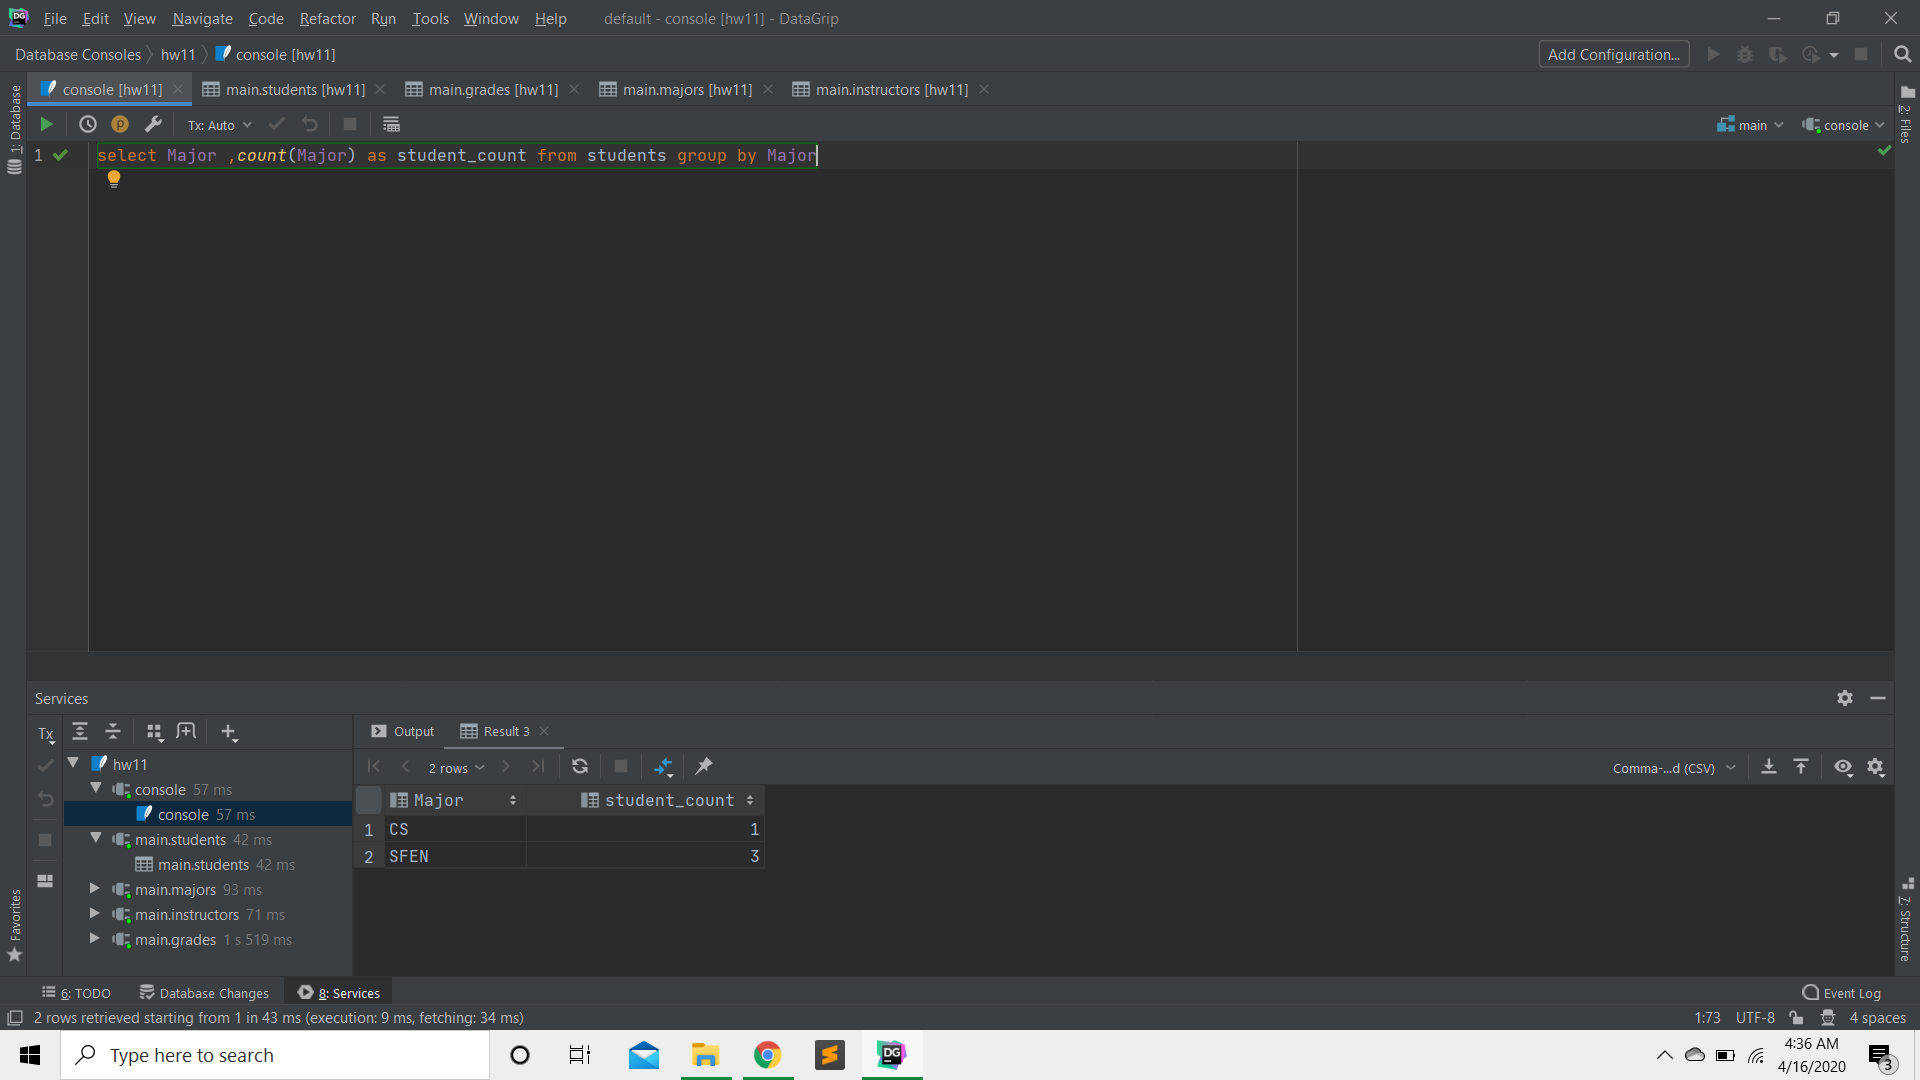 File Edit View Navigate Code Refactor Run Tools Window Help default - console [hw11] - DataGrip
Database Consoles hw11 console [hw11] Add Configuration...
console [hw11] main.students [hw11] main.grades [hw11] main.majors [hw11] main.instructors [hw11]
1: Database
Tx: Auto main console
2: Files
1 select Major ,count(Major) as student_count from students group by Major
Services
Tx Output Result 3
hw11 2 rows Comma-...d (CSV)
console 57 ms
console 57 ms
main.students 42 ms
main.students 42 ms
main.majors 93 ms
main.instructors 71 ms
main.grades 1 s 519 ms
Major student_count
1 CS 1
2 SFEN 3
Favorites
7: Structure
6: TODO Database Changes 8: Services Event Log
2 rows retrieved starting from 1 in 43 ms (execution: 9 ms, fetching: 34 ms) 1:73 UTF-8 4 spaces
Type here to search DG 4:36 AM
4/16/2020 3